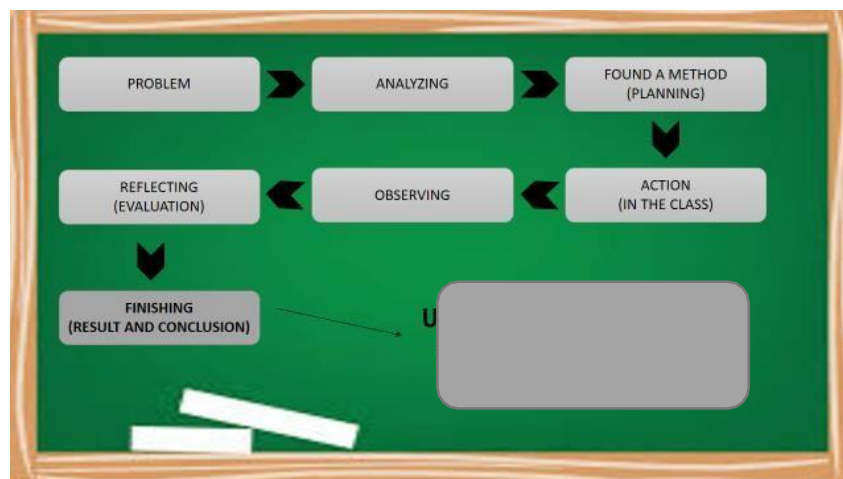 PROBLEM
ANALYZING
FOUND A METHOD
(PLANNING)
ACTION
(IN THE CLASS)
OBSERVING
REFLECTING
(EVALUATION)
FINISHING
(RESULT AND CONCLUSION)